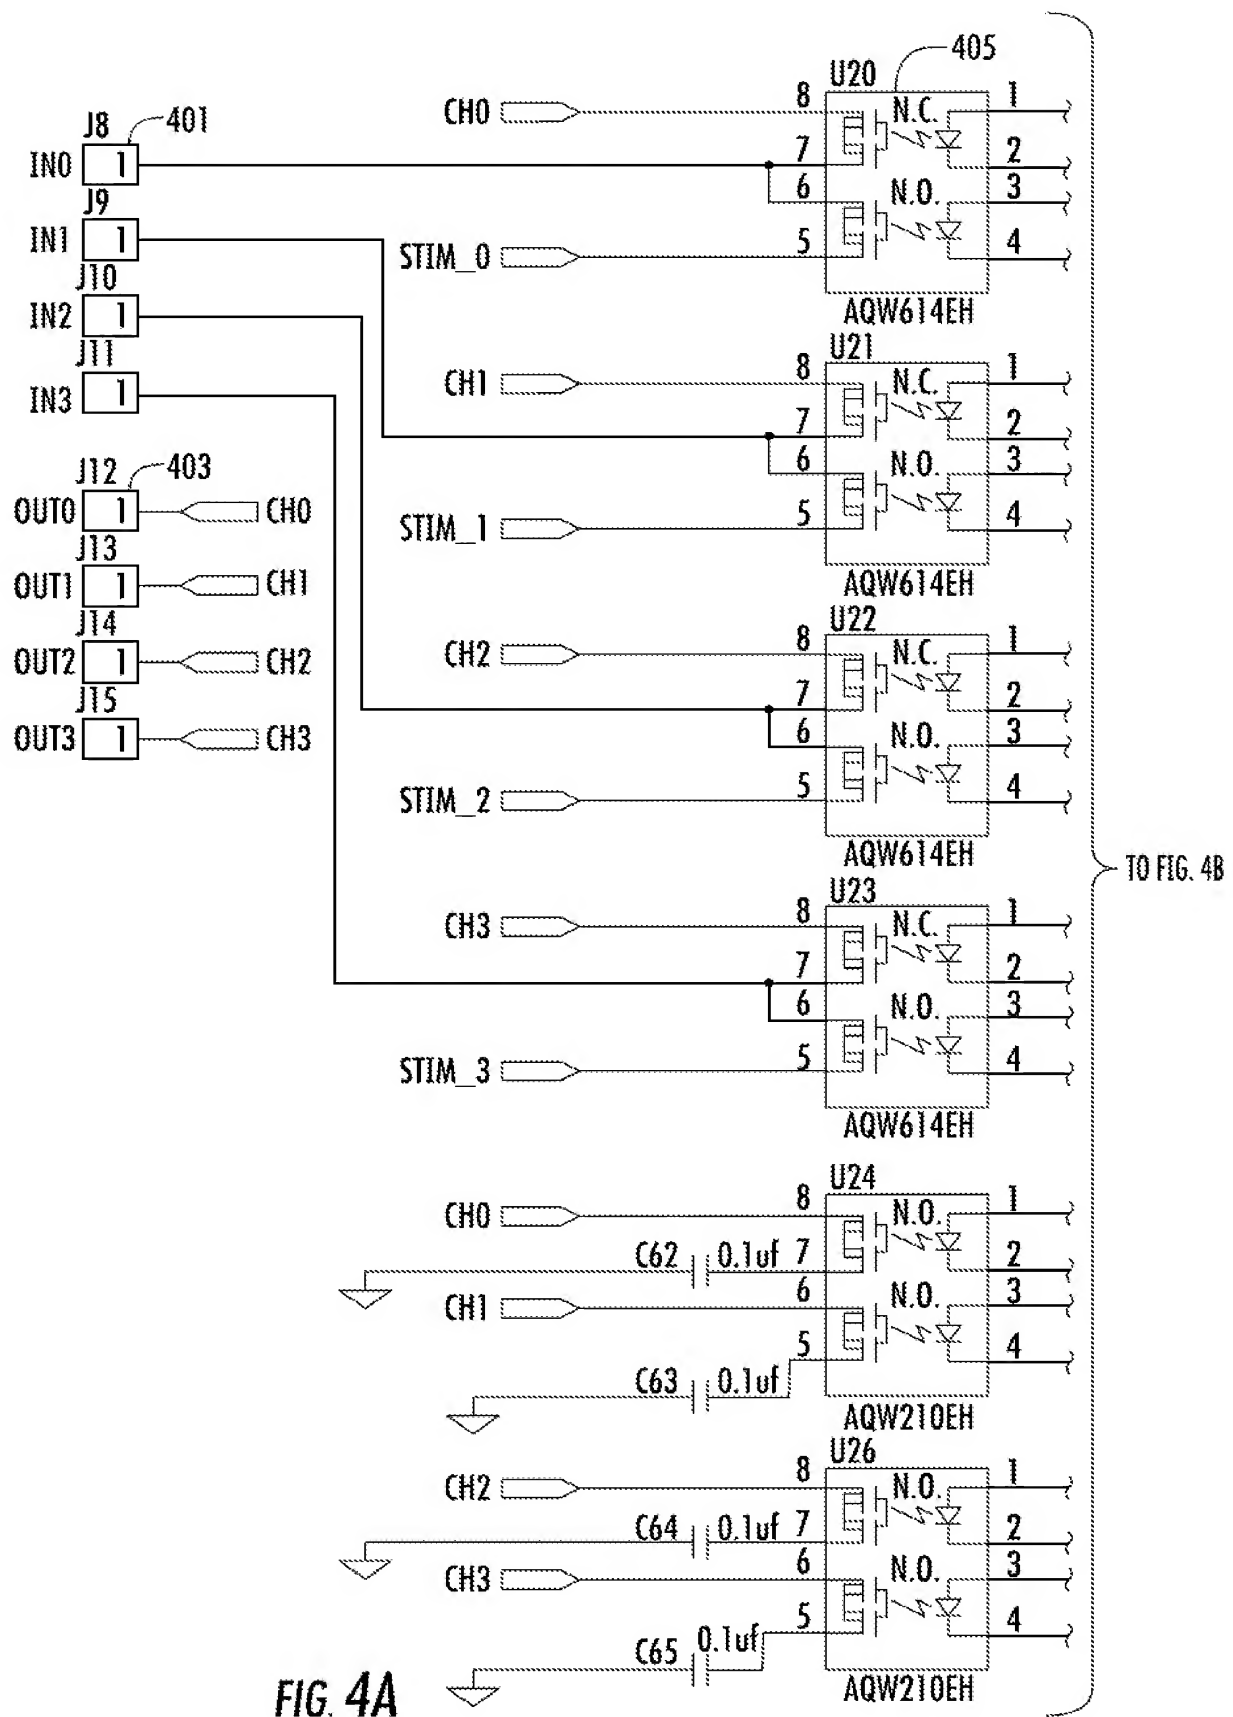 J8 401
IN0 1
J9
IN1 1
J10
IN2 1
J11
IN3 1
J12 403
OUT0 1 CH0
J13
OUT1 1 CH1
J14
OUT2 1 CH2
J15
OUT3 1 CH3
U20 405
CH0 8 N.C. 1
7 2
6 N.O. 3
STIM_0 5 4
AQW614EH
U21
CH1 8 N.C. 1
7 2
6 N.O. 3
STIM_1 5 4
AQW614EH
U22
CH2 8 N.C. 1
7 2
6 N.O. 3
STIM_2 5 4
AQW614EH
U23
CH3 8 N.C. 1
7 2
6 N.O. 3
STIM_3 5 4
AQW614EH
U24
CH0 8 N.O. 1
C62 0.1uf 7 2
CH1 6 N.O. 3
5 4
C63 0.1uf
AQW210EH
U26
CH2 8 N.O. 1
C64 0.1uf 7 2
CH3 6 N.O. 3
5 4
C65 0.1uf
AQW210EH
TO FIG. 4B
FIG. 4A